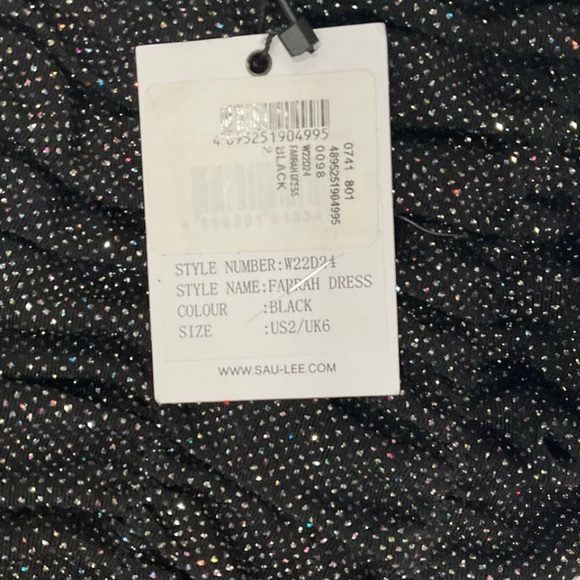 4895251904995
0741 801
4895251904995
0098
W22D24
FARRAH DRESS
BLACK
2
STYLE NUMBER:W22D24
STYLE NAME:FARRAH DRESS
COLOUR :BLACK
SIZE :US2/UK6
WWW.SAU-LEE.COM